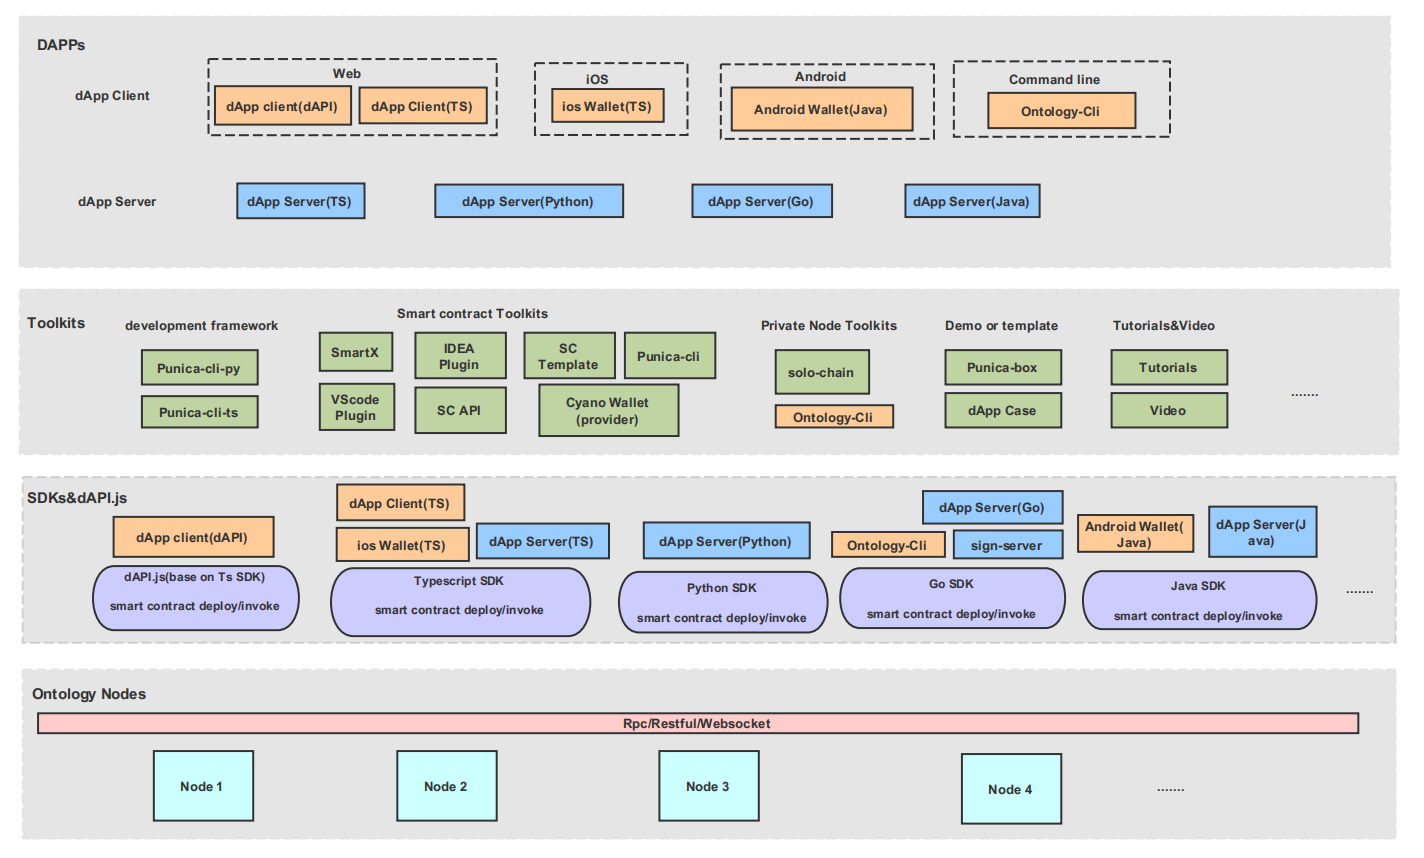 DAPPs
dApp Client
Web
dApp client(dAPI)
dApp Client(TS)
iOS
ios Wallet(TS)
Android
Android Wallet(Java)
Command line
Ontology-Cli
dApp Server
dApp Server(TS)
dApp Server(Python)
dApp Server(Go)
dApp Server(Java)
Toolkits
development framework
Punica-cli-py
Punica-cli-ts
Smart contract Toolkits
SmartX
IDEA
Plugin
SC
Template
Punica-cli
VScode
Plugin
SC API
Cyano Wallet
(provider)
Private Node Toolkits
solo-chain
Ontology-Cli
Demo or template
Punica-box
dApp Case
Tutorials&Video
Tutorials
Video
.......
SDKs&dAPI.js
dApp client(dAPI)
dAPI.js(base on Ts SDK)
smart contract deploy/invoke
dApp Client(TS)
ios Wallet(TS)
dApp Server(TS)
Typescript SDK
smart contract deploy/invoke
dApp Server(Python)
Python SDK
smart contract deploy/invoke
dApp Server(Go)
Ontology-Cli
sign-server
Go SDK
smart contract deploy/invoke
Android Wallet(
Java)
dApp Server(J
ava)
Java SDK
smart contract deploy/invoke
.......
Ontology Nodes
Rpc/Restful/Websocket
Node 1
Node 2
Node 3
Node 4
.......